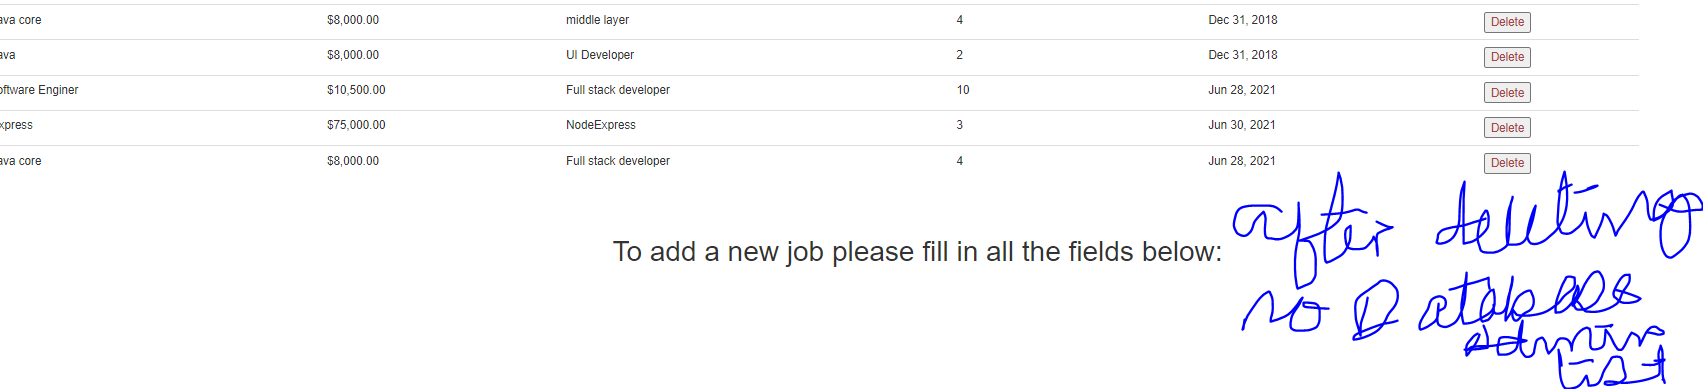 ava core $8,000.00 middle layer 4 Dec 31, 2018 Delete
ava $8,000.00 UI Developer 2 Dec 31, 2018 Delete
oftware Enginer $10,500.00 Full stack developer 10 Jun 28, 2021 Delete
xpress $75,000.00 NodeExpress 3 Jun 30, 2021 Delete
ava core $8,000.00 Full stack developer 4 Jun 28, 2021 Delete
To add a new job please fill in all the fields below:
after deleting
no
admin
list